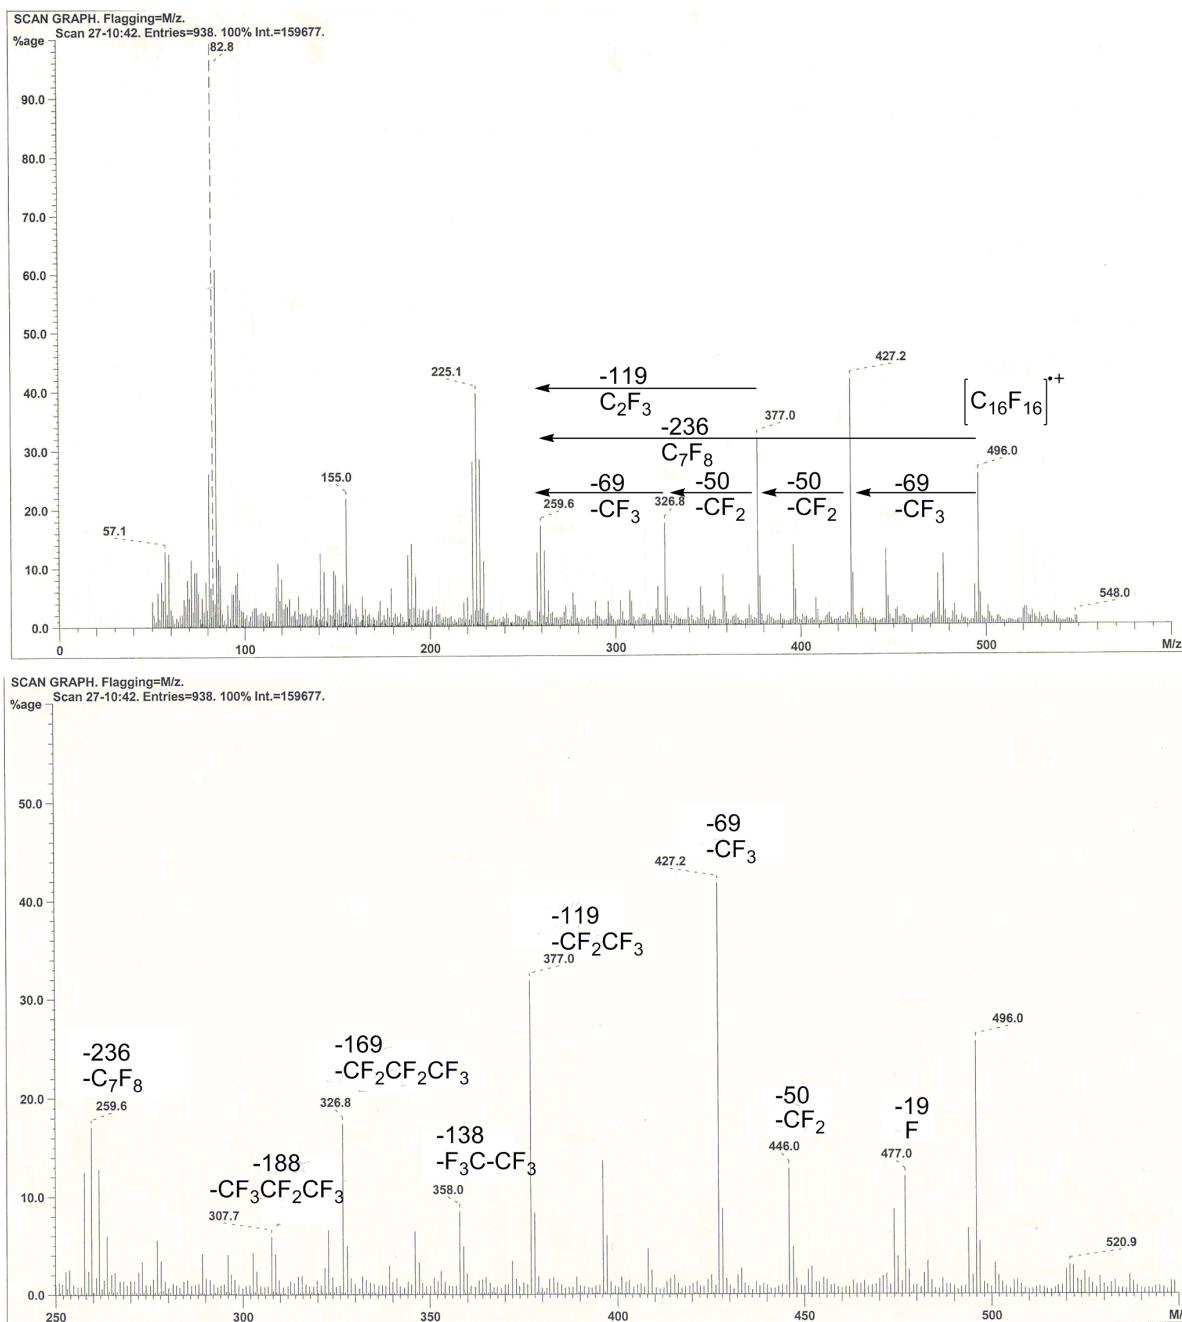 SCAN GRAPH. Flagging=M/z.
Scan 27-10:42. Entries=938. 100% Int.=159677.
%age
82.8
90.0
80.0
70.0
60.0
50.0
427.2
225.1
-119
[C16F16]•+
40.0
C2F3
377.0
-236
30.0
C7F8
496.0
155.0
-69
-50
-50
-69
20.0
259.6
-CF3
326.8
-CF2
-CF2
-CF3
57.1
10.0
548.0
0.0
0
100
200
300
400
500
M/z
SCAN GRAPH. Flagging=M/z.
Scan 27-10:42. Entries=938. 100% Int.=159677.
%age
50.0
-69
-CF3
427.2
40.0
-119
-CF2CF3
377.0
30.0
496.0
-236
-C7F8
-169
-CF2CF2CF3
20.0
259.6
326.8
-50
-CF2
446.0
-19
F
477.0
-138
-F3C-CF3
358.0
-188
-CF3CF2CF3
10.0
307.7
520.9
0.0
250
300
350
400
450
500
M/